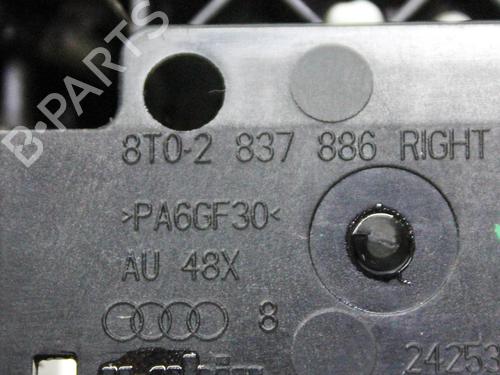 B-PARTS
8T0-2 837 886 RIGHT
>PA6GF30<
AU 48X
8
24253